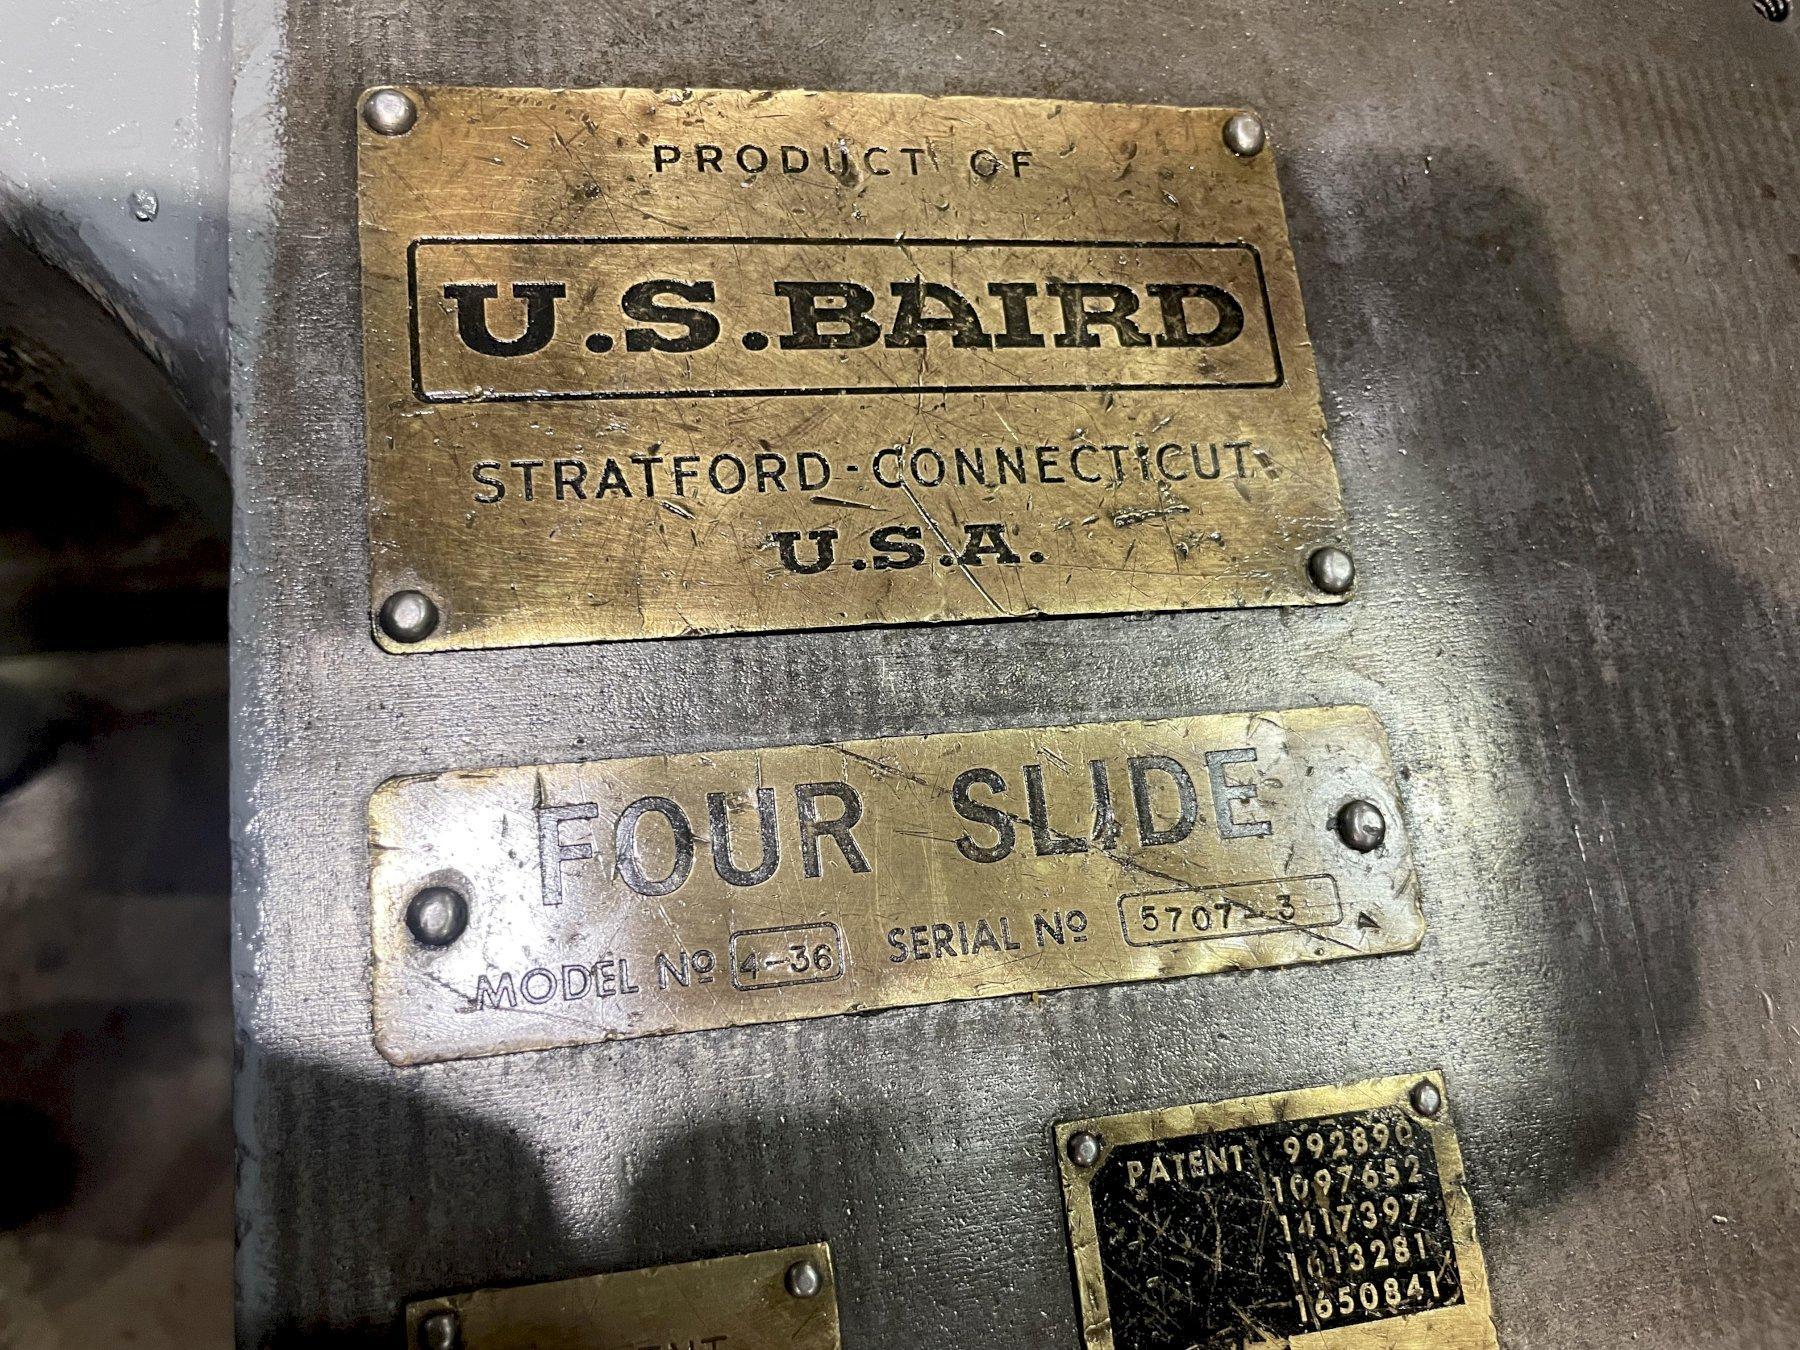 PRODUCT OF
U.S.BAIRD
STRATFORD-CONNECTICUT
U.S.A.
FOUR SLIDE
MODEL Nº 4-36 SERIAL Nº 5707-3
PATENT 992890
1097652
1417397
1613281
1650841